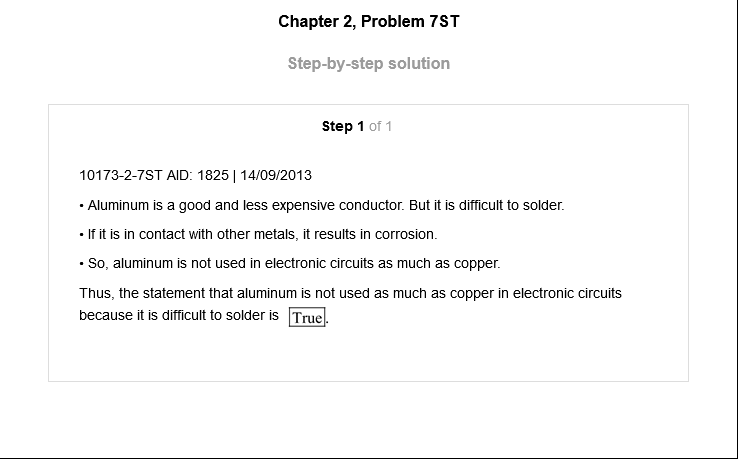 Chapter 2, Problem 7ST
Step-by-step solution
Step 1 of 1
10173-2-7ST AID: 1825 | 14/09/2013
• Aluminum is a good and less expensive conductor. But it is difficult to solder.
• If it is in contact with other metals, it results in corrosion.
• So, aluminum is not used in electronic circuits as much as copper.
Thus, the statement that aluminum is not used as much as copper in electronic circuits
because it is difficult to solder is True.